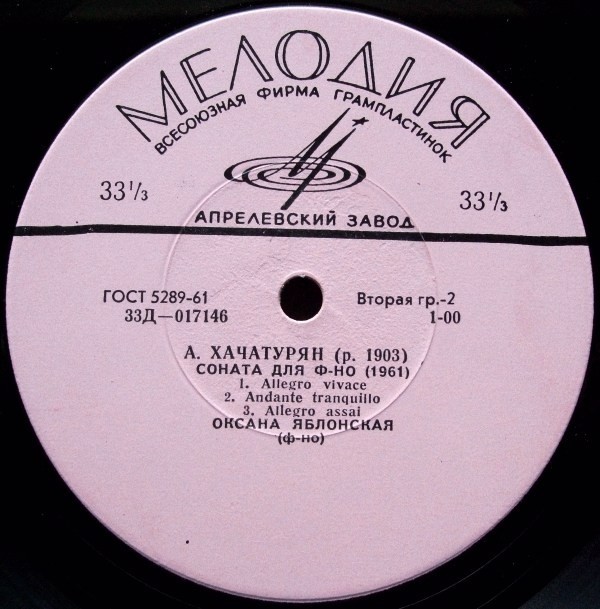 МЕЛОДИЯ
ВСЕСОЮЗНАЯ ФИРМА ГРАМПЛАСТИНОК
33 1/3 33 1/3
АПРЕЛЕВСКИЙ ЗАВОД
ГОСТ 5289-61 Вторая гр.-2
33Д—017146 1-00
А. ХАЧАТУРЯН (р. 1903)
СОНАТА ДЛЯ Ф-НО (1961)
1. Allegro vivace
2. Andante tranquillo
3. Allegro assai
ОКСАНА ЯБЛОНСКАЯ
(ф-но)